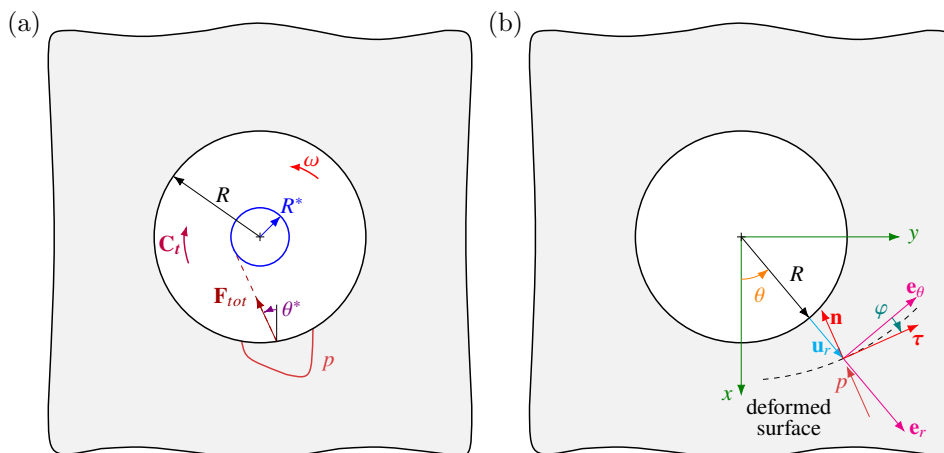 (a)
ω
R
R*
C_t
F_tot
θ*
p
(b)
y
R
θ
e_θ
φ
n
τ
u_r
p
x
deformed
surface
e_r